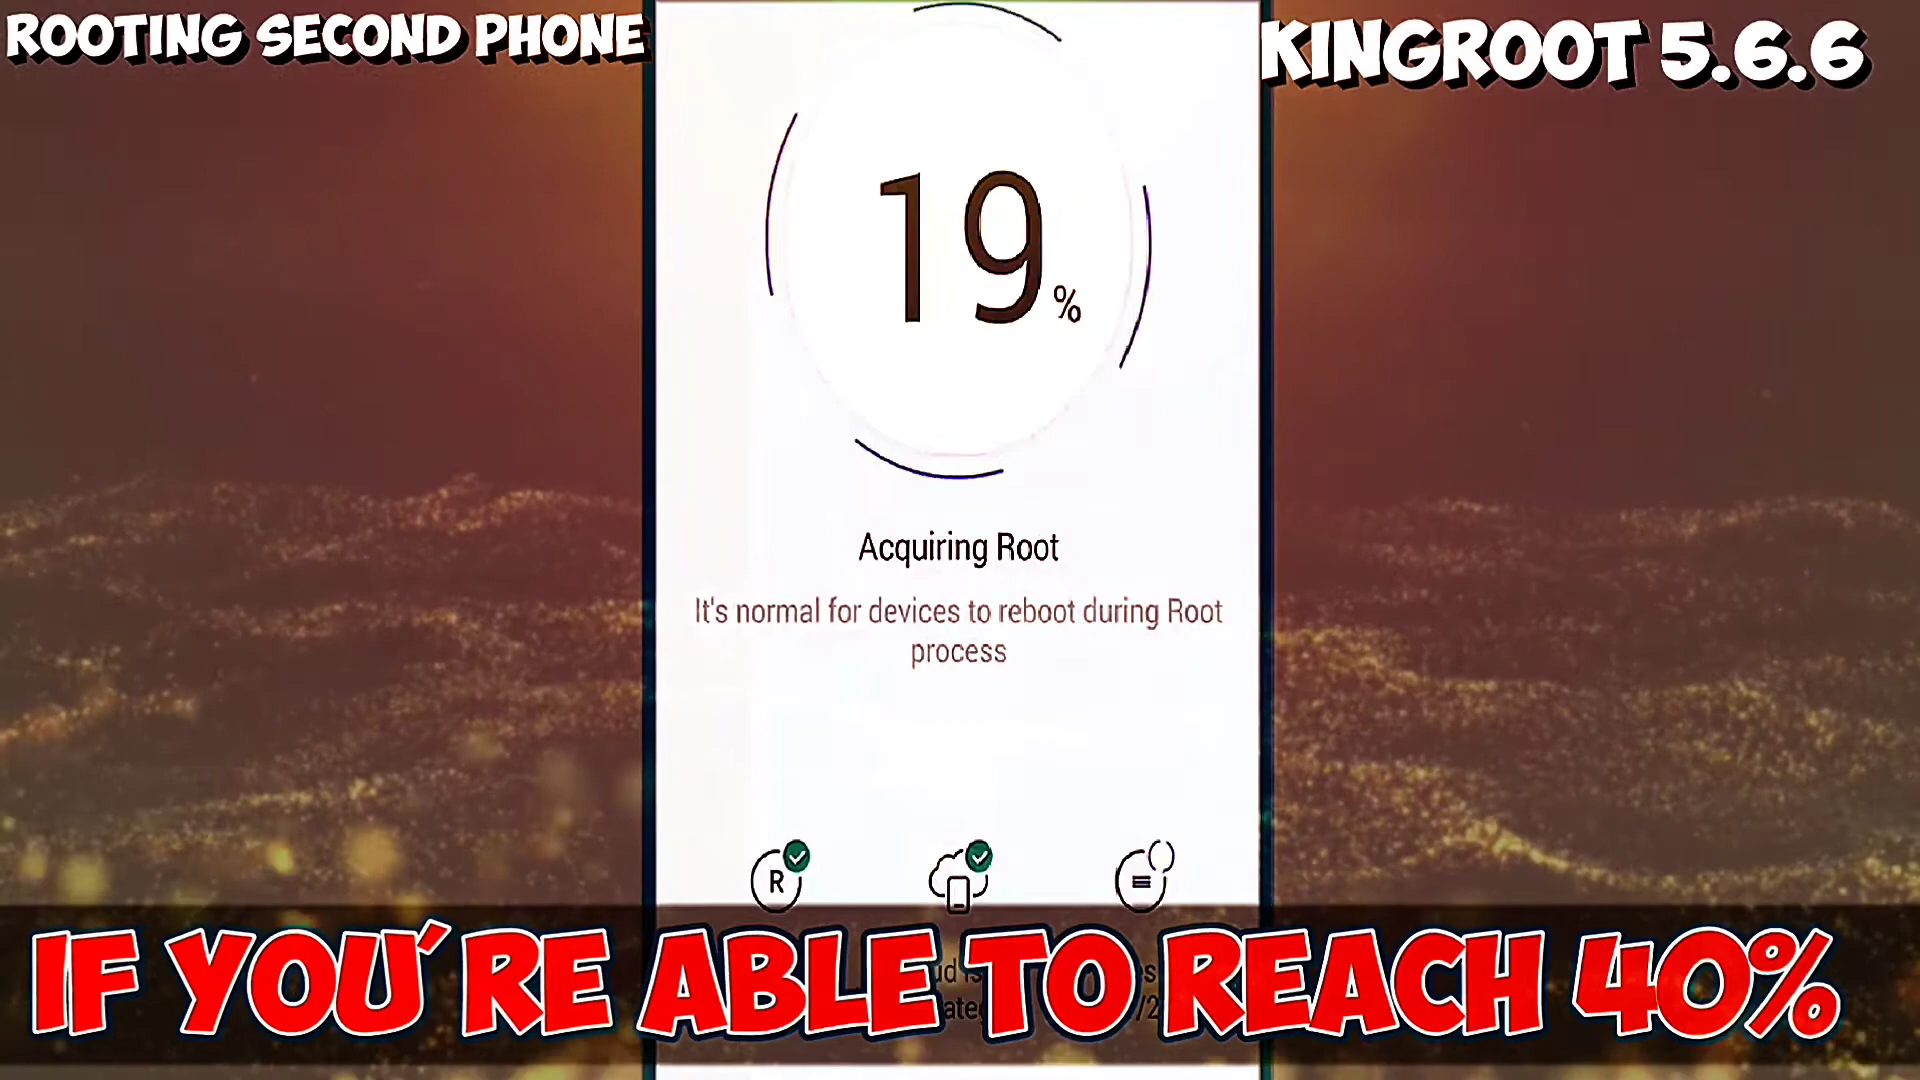 ROOTING SECOND PHONE
KINGROOT 5.6.6
19%
Acquiring Root
It's normal for devices to reboot during Root
process
R
IF YOU'RE ABLE TO REACH 40%